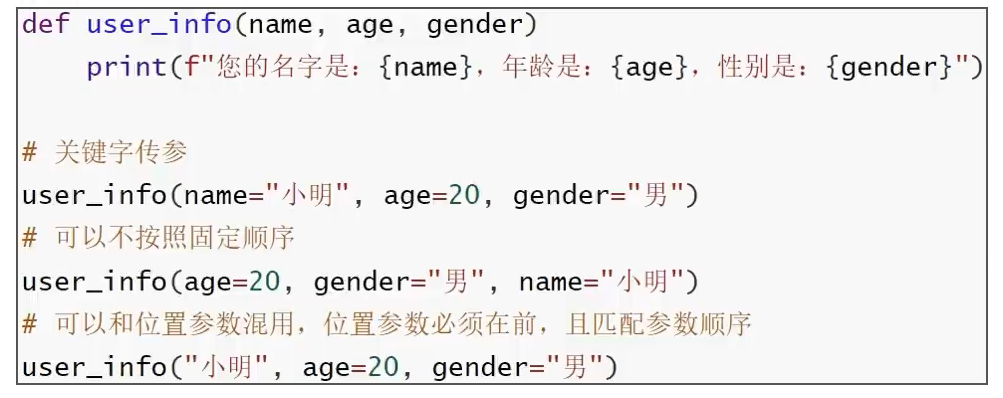 def user_info(name, age, gender)
    print(f"您的名字是：{name}，年龄是：{age}，性别是：{gender}")
# 关键字传参
user_info(name="小明", age=20, gender="男")
# 可以不按照固定顺序
user_info(age=20, gender="男", name="小明")
# 可以和位置参数混用，位置参数必须在前，且匹配参数顺序
user_info("小明", age=20, gender="男")